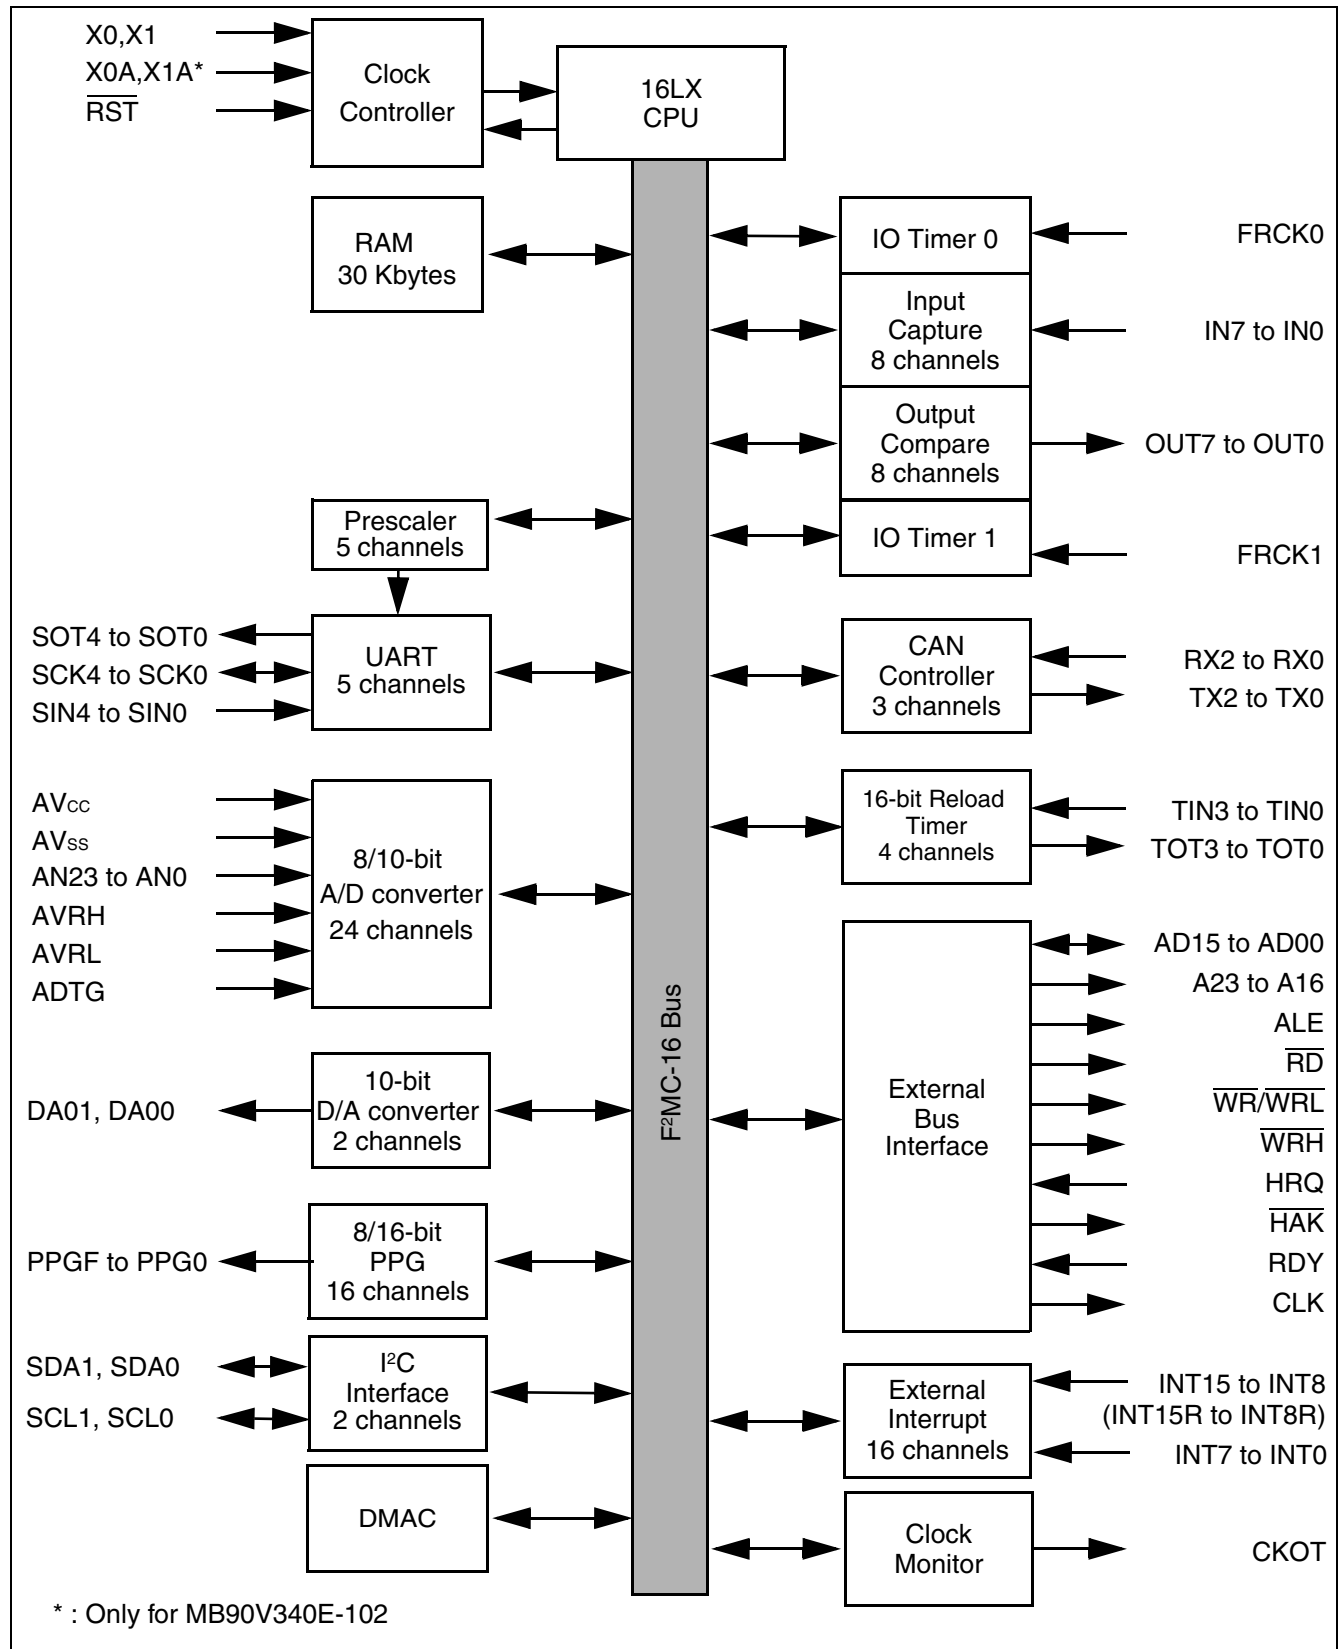 X0,X1
X0A,X1A*
RST
Clock
Controller
16LX
CPU
RAM
30 Kbytes
Prescaler
5 channels
SOT4 to SOT0
SCK4 to SCK0
SIN4 to SIN0
UART
5 channels
AVCC
AVSS
AN23 to AN0
AVRH
AVRL
ADTG
8/10-bit
A/D converter
24 channels
DA01, DA00
10-bit
D/A converter
2 channels
PPGF to PPG0
8/16-bit
PPG
16 channels
SDA1, SDA0
SCL1, SCL0
I²C
Interface
2 channels
DMAC
F²MC-16 Bus
IO Timer 0
FRCK0
Input
Capture
8 channels
IN7 to IN0
Output
Compare
8 channels
OUT7 to OUT0
IO Timer 1
FRCK1
CAN
Controller
3 channels
RX2 to RX0
TX2 to TX0
16-bit Reload
Timer
4 channels
TIN3 to TIN0
TOT3 to TOT0
External
Bus
Interface
AD15 to AD00
A23 to A16
ALE
RD
WR/WRL
WRH
HRQ
HAK
RDY
CLK
External
Interrupt
16 channels
INT15 to INT8
(INT15R to INT8R)
INT7 to INT0
Clock
Monitor
CKOT
* : Only for MB90V340E-102